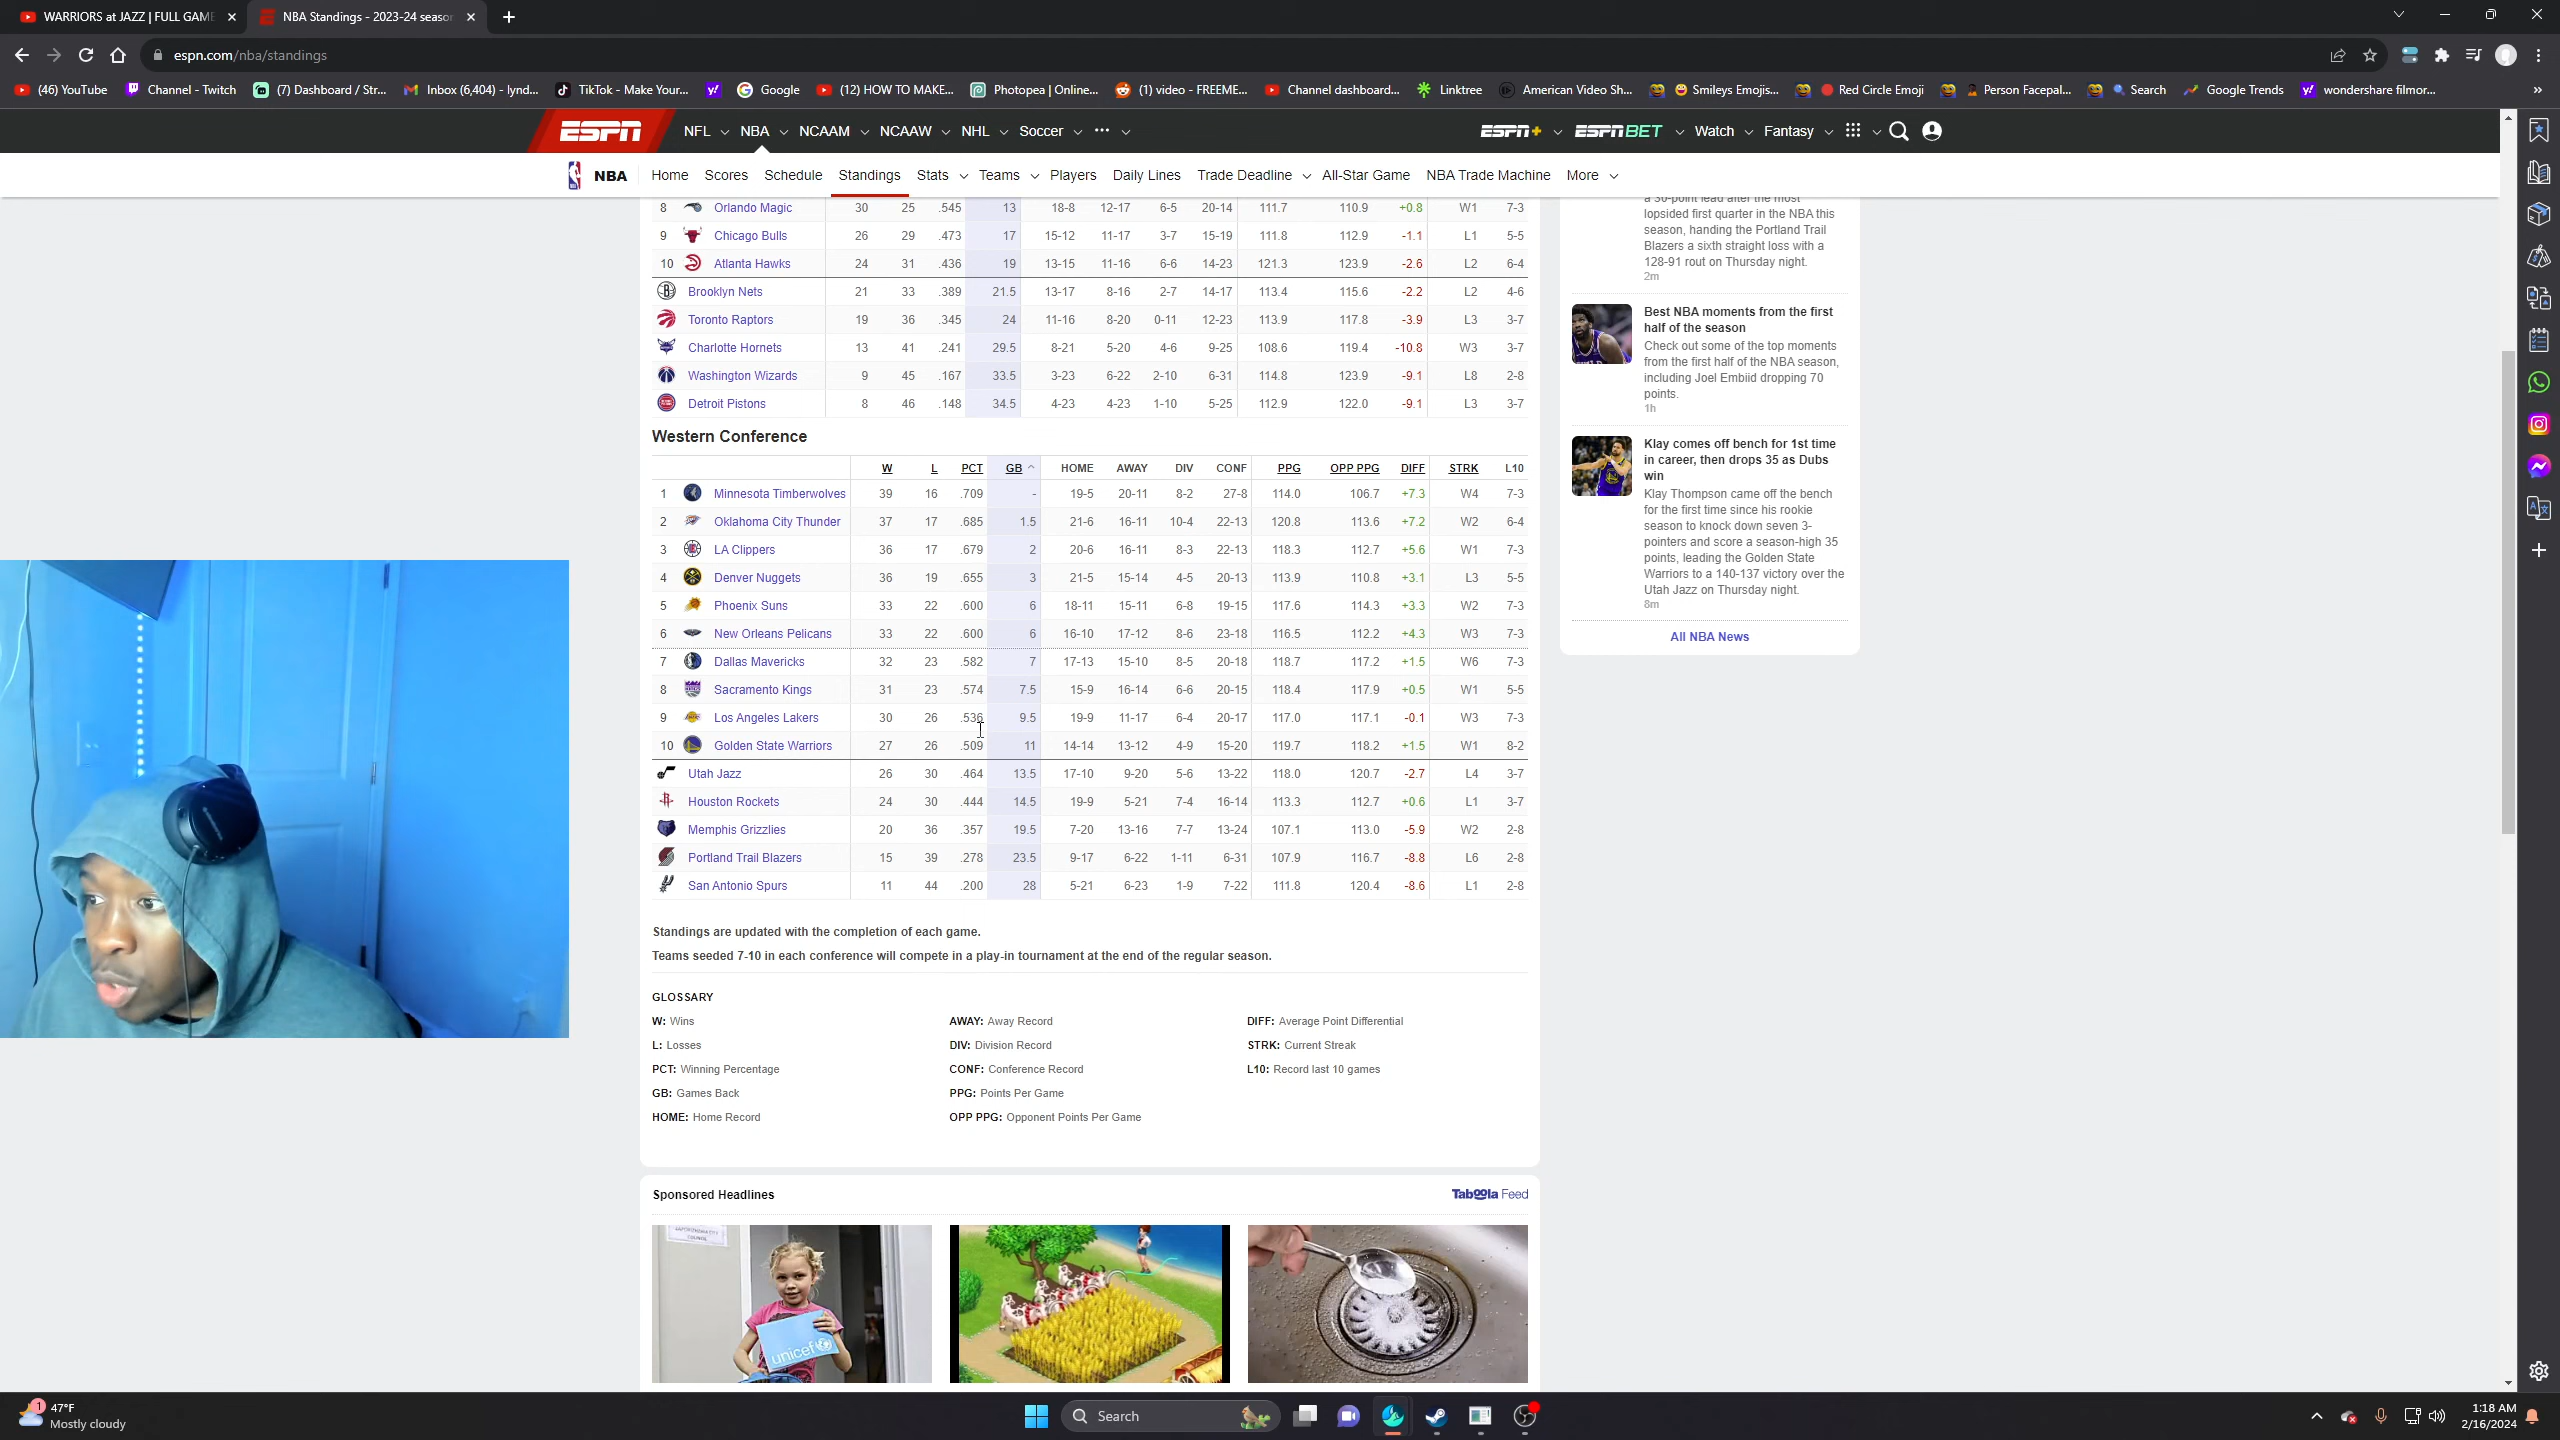 WARRIORS at JAZZ | FULL GAME
NBA Standings - 2023-24 season
espn.com/nba/standings
(46) YouTube
Channel - Twitch
(7) Dashboard / Str...
Inbox (6,404) - lynd...
TikTok - Make Your...
Google
(12) HOW TO MAKE...
Photopea | Online...
(1) video - FREEME...
Channel dashboard...
Linktree
American Video Sh...
Smileys Emojis...
Red Circle Emoji
Person Facepal...
Search
Google Trends
wondershare filmor...
ESPN NFL NBA NCAAM NCAAW NHL Soccer ••• ESPN+ ESPN BET Watch Fantasy
NBA Home Scores Schedule Standings Stats Teams Players Daily Lines Trade Deadline All-Star Game NBA Trade Machine More
8 Orlando Magic 30 25 .545 13 18-8 12-17 6-5 20-14 111.7 110.9 +0.8 W1 7-3
9 Chicago Bulls 26 29 .473 17 15-12 11-17 3-7 15-19 111.8 112.9 -1.1 L1 5-5
10 Atlanta Hawks 24 31 .436 19 13-15 11-16 6-6 14-23 121.3 123.9 -2.6 L2 6-4
Brooklyn Nets 21 33 .389 21.5 13-17 8-16 2-7 14-17 113.4 115.6 -2.2 L2 4-6
Toronto Raptors 19 36 .345 24 11-16 8-20 0-11 12-23 113.9 117.8 -3.9 L3 3-7
Charlotte Hornets 13 41 .241 29.5 8-21 5-20 4-6 9-25 108.6 119.4 -10.8 W3 3-7
Washington Wizards 9 45 .167 33.5 3-23 6-22 2-10 6-31 114.8 123.9 -9.1 L8 2-8
Detroit Pistons 8 46 .148 34.5 4-23 4-23 1-10 5-25 112.9 122.0 -9.1 L3 3-7
Western Conference
W L PCT GB HOME AWAY DIV CONF PPG OPP PPG DIFF STRK L10
1 Minnesota Timberwolves 39 16 .709 - 19-5 20-11 8-2 27-8 114.0 106.7 +7.3 W4 7-3
2 Oklahoma City Thunder 37 17 .685 1.5 21-6 16-11 10-4 22-13 120.8 113.6 +7.2 W2 6-4
3 LA Clippers 36 17 .679 2 20-6 16-11 8-3 22-13 118.3 112.7 +5.6 W1 7-3
4 Denver Nuggets 36 19 .655 3 21-5 15-14 4-5 20-13 113.9 110.8 +3.1 L3 5-5
5 Phoenix Suns 33 22 .600 6 18-11 15-11 6-8 19-15 117.6 114.3 +3.3 W2 7-3
6 New Orleans Pelicans 33 22 .600 6 16-10 17-12 8-6 23-18 116.5 112.2 +4.3 W3 7-3
7 Dallas Mavericks 32 23 .582 7 17-13 15-10 8-5 20-18 118.7 117.2 +1.5 W6 7-3
8 Sacramento Kings 31 23 .574 7.5 15-9 16-14 6-6 20-15 118.4 117.9 +0.5 W1 5-5
9 Los Angeles Lakers 30 26 .536 9.5 19-9 11-17 6-4 20-17 117.0 117.1 -0.1 W3 7-3
10 Golden State Warriors 27 26 .509 11 14-14 13-12 4-9 15-20 119.7 118.2 +1.5 W1 8-2
Utah Jazz 26 30 .464 13.5 17-10 9-20 5-6 13-22 118.0 120.7 -2.7 L4 3-7
Houston Rockets 24 30 .444 14.5 19-9 5-21 7-4 16-14 113.3 112.7 +0.6 L1 3-7
Memphis Grizzlies 20 36 .357 19.5 7-20 13-16 7-7 13-24 107.1 113.0 -5.9 W2 2-8
Portland Trail Blazers 15 39 .278 23.5 9-17 6-22 1-11 6-31 107.9 116.7 -8.8 L6 2-8
San Antonio Spurs 11 44 .200 28 5-21 6-23 1-9 7-22 111.8 120.4 -8.6 L1 2-8
Standings are updated with the completion of each game.
Teams seeded 7-10 in each conference will compete in a play-in tournament at the end of the regular season.
GLOSSARY
W: Wins
L: Losses
PCT: Winning Percentage
GB: Games Back
HOME: Home Record
AWAY: Away Record
DIV: Division Record
CONF: Conference Record
PPG: Points Per Game
OPP PPG: Opponent Points Per Game
DIFF: Average Point Differential
STRK: Current Streak
L10: Record last 10 games
a 30-point lead after the most
lopsided first quarter in the NBA this
season, handing the Portland Trail
Blazers a sixth straight loss with a
128-91 rout on Thursday night.
2m
Best NBA moments from the first
half of the season
Check out some of the top moments
from the first half of the NBA season,
including Joel Embiid dropping 70
points.
1h
Klay comes off bench for 1st time
in career, then drops 35 as Dubs
win
Klay Thompson came off the bench
for the first time since his rookie
season to knock down seven 3-
pointers and score a season-high 35
points, leading the Golden State
Warriors to a 140-137 victory over the
Utah Jazz on Thursday night.
8m
All NBA News
Sponsored Headlines
Taboola Feed
unicef
1
47°F
Mostly cloudy
Search
1:18 AM
2/16/2024